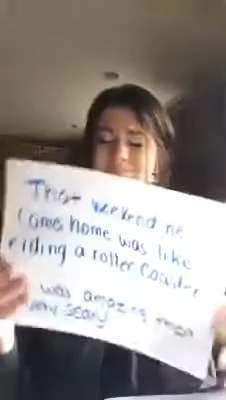 That weekend he
came home was like
riding a roller Coaster
was amazing then
very scary